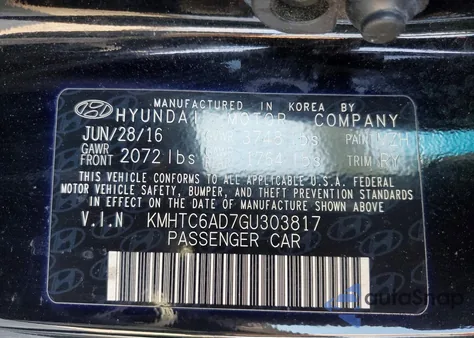 MANUFACTURED IN KOREA BY
HYUNDAI MOTOR COMPANY
JUN/28/16
GAWR
FRONT 2072 lbs TRIM RY
THIS VEHICLE CONFORMS TO ALL APPLICABLE U.S.A. FEDERAL
MOTOR VEHICLE SAFETY, BUMPER, AND THEFT PREVENTION STANDARDS
IN EFFECT ON THE DATE OF MANUFACTURE SHOWN ABOVE.
V.I.N KMHTC6AD7GU303817
PASSENGER CAR
autosnap